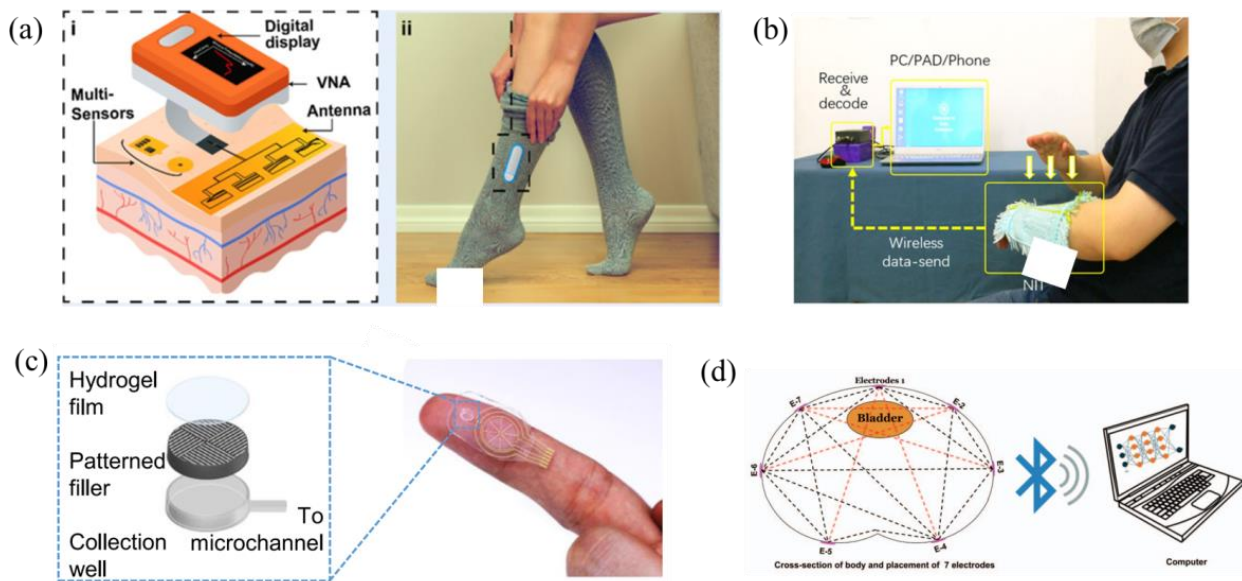 (a)
i
Digital
display
VNA
Multi-
Sensors
Antenna
ii
(b)
PC/PAD/Phone
Receive
&
decode
Wireless
data-send
(c)
Hydrogel
film
Patterned
filler
To
Collection
microchannel
well
(d)
Electrodes 1
E-7
E-2
Bladder
E-6
E-3
E-5
E-4
Cross-section of body and placement of 7 electrodes
Computer